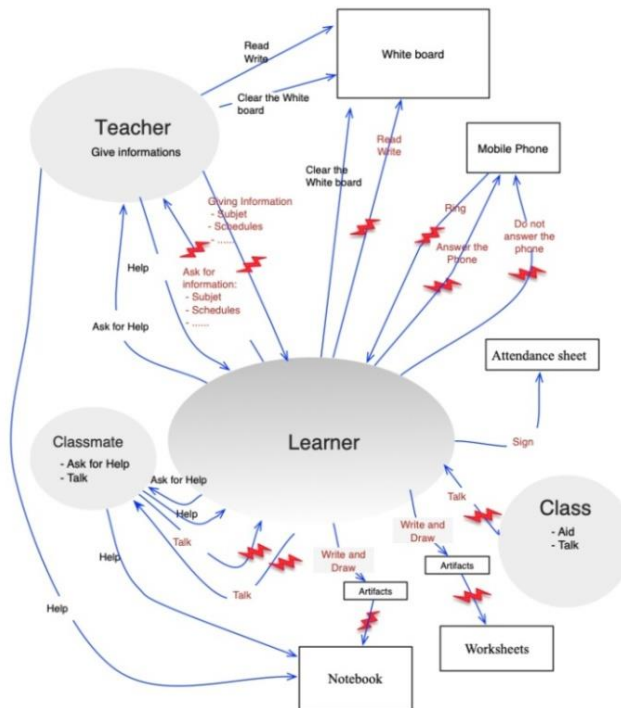 Read
Write
White board
Clear the White
board
Teacher
Give informations
Clear the
White board
Read
Write
Mobile Phone
Giving Information
- Subjet
- Schedules
- ......
Ring
Answer the
Phone
Do not
answer the
phone
Help
Ask for
information:
- Subjet
- Schedules
- ......
Ask for Help
Attendance sheet
Learner
Sign
Classmate
- Ask for Help
- Talk
Ask for Help
Help
Talk
Talk
Help
Talk
Class
- Aid
- Talk
Write and
Draw
Write and
Draw
Artifacts
Artifacts
Help
Notebook
Worksheets